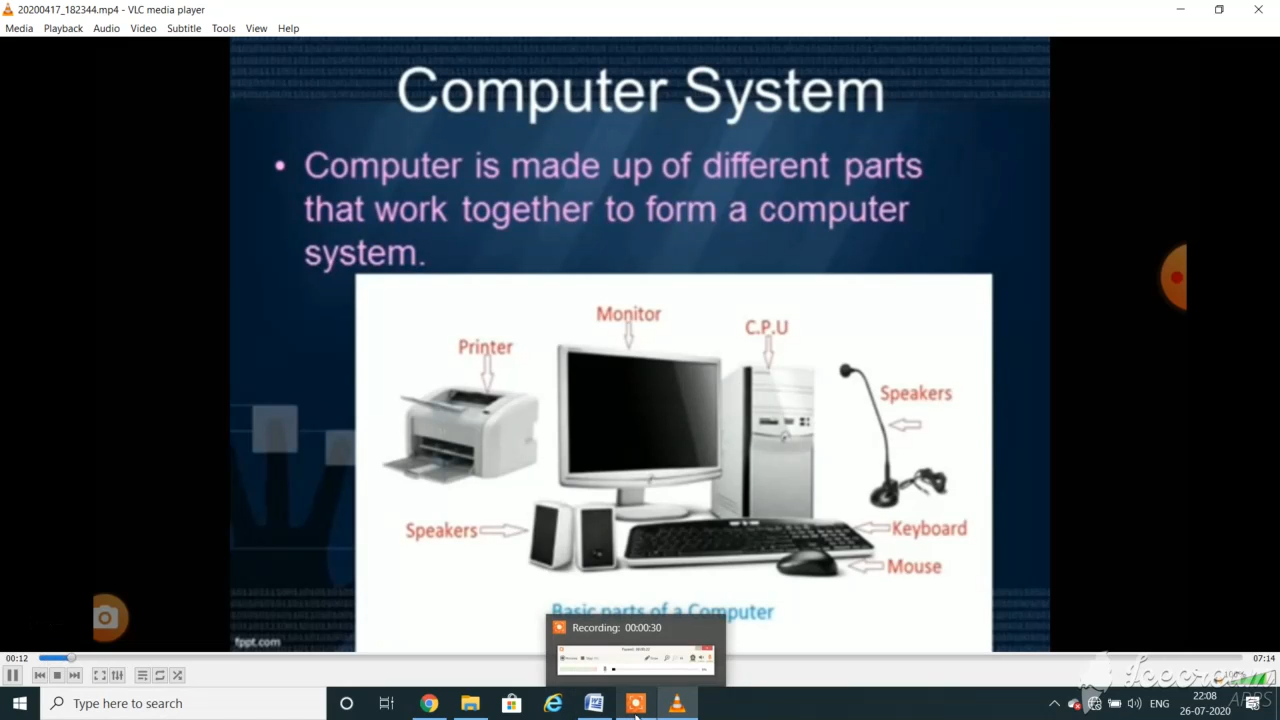 20200417_182344.mp4 - VLC media player
Media Playback Audio Video Subtitle Tools View Help
Computer System
• Computer is made up of different parts
that work together to form a computer
system.
Monitor
C.P.U
Printer
Speakers
Speakers
Keyboard
Mouse
Basic parts of a Computer
Recording: 00:00:30
fppt.com
00:12
07:14
Type here to search
ENG
22:08
26-07-2020
Icecream
APPS